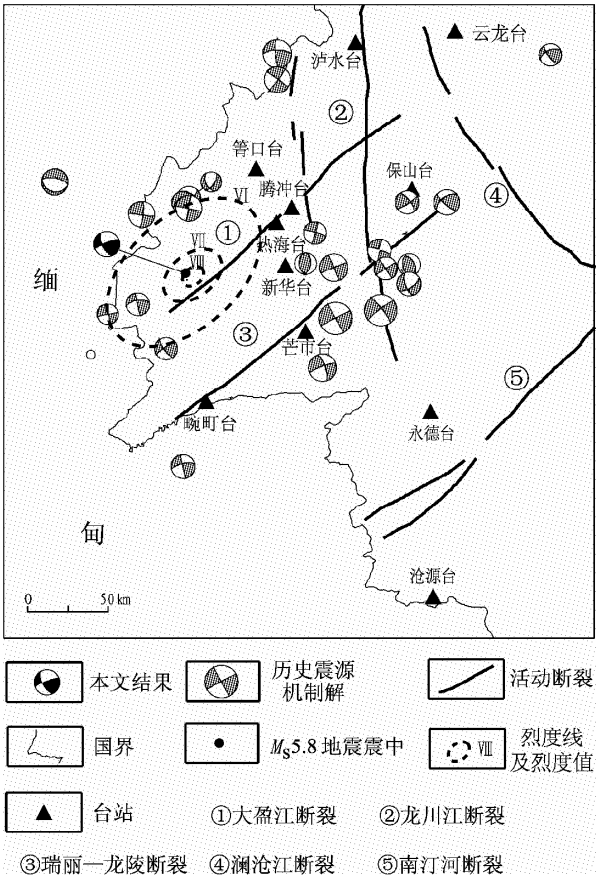 云龙台
泸水台
②
箐口台
保山台
Ⅵ
腾冲台
④
①
Ⅶ
热海台
Ⅷ
缅
新华台
③
芒市台
⑤
畹町台
永德台
甸
沧源台
0 50 km
本文结果
历史震源
机制解
活动断裂
国界
MS5.8 地震震中
Ⅷ
烈度线
及烈度值
台站
①大盈江断裂
②龙川江断裂
③瑞丽—龙陵断裂
④澜沧江断裂
⑤南汀河断裂